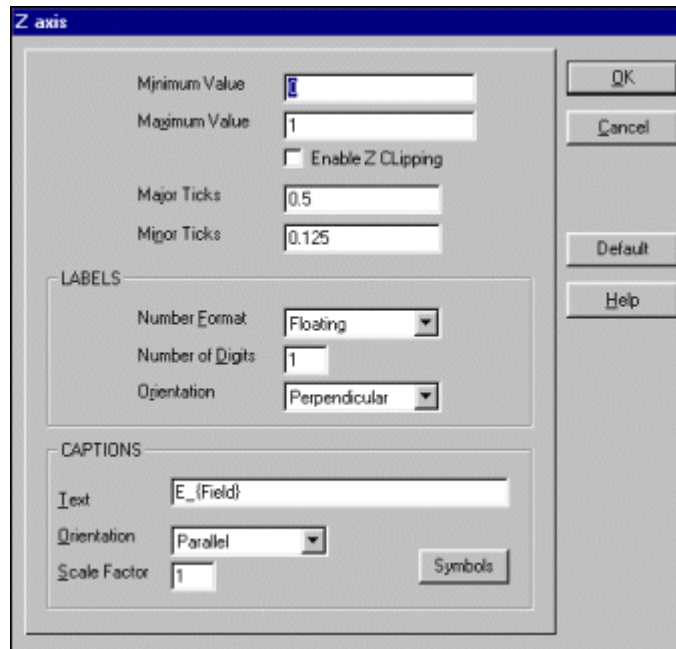 Z axis
Minimum Value 0
OK
Maximum Value 1
Cancel
Enable Z CLipping
Major Ticks 0.5
Minor Ticks 0.125
Default
LABELS
Help
Number Format Floating
Number of Digits 1
Orientation Perpendicular
CAPTIONS
Text E_{Field}
Orientation Parallel
Scale Factor 1
Symbols